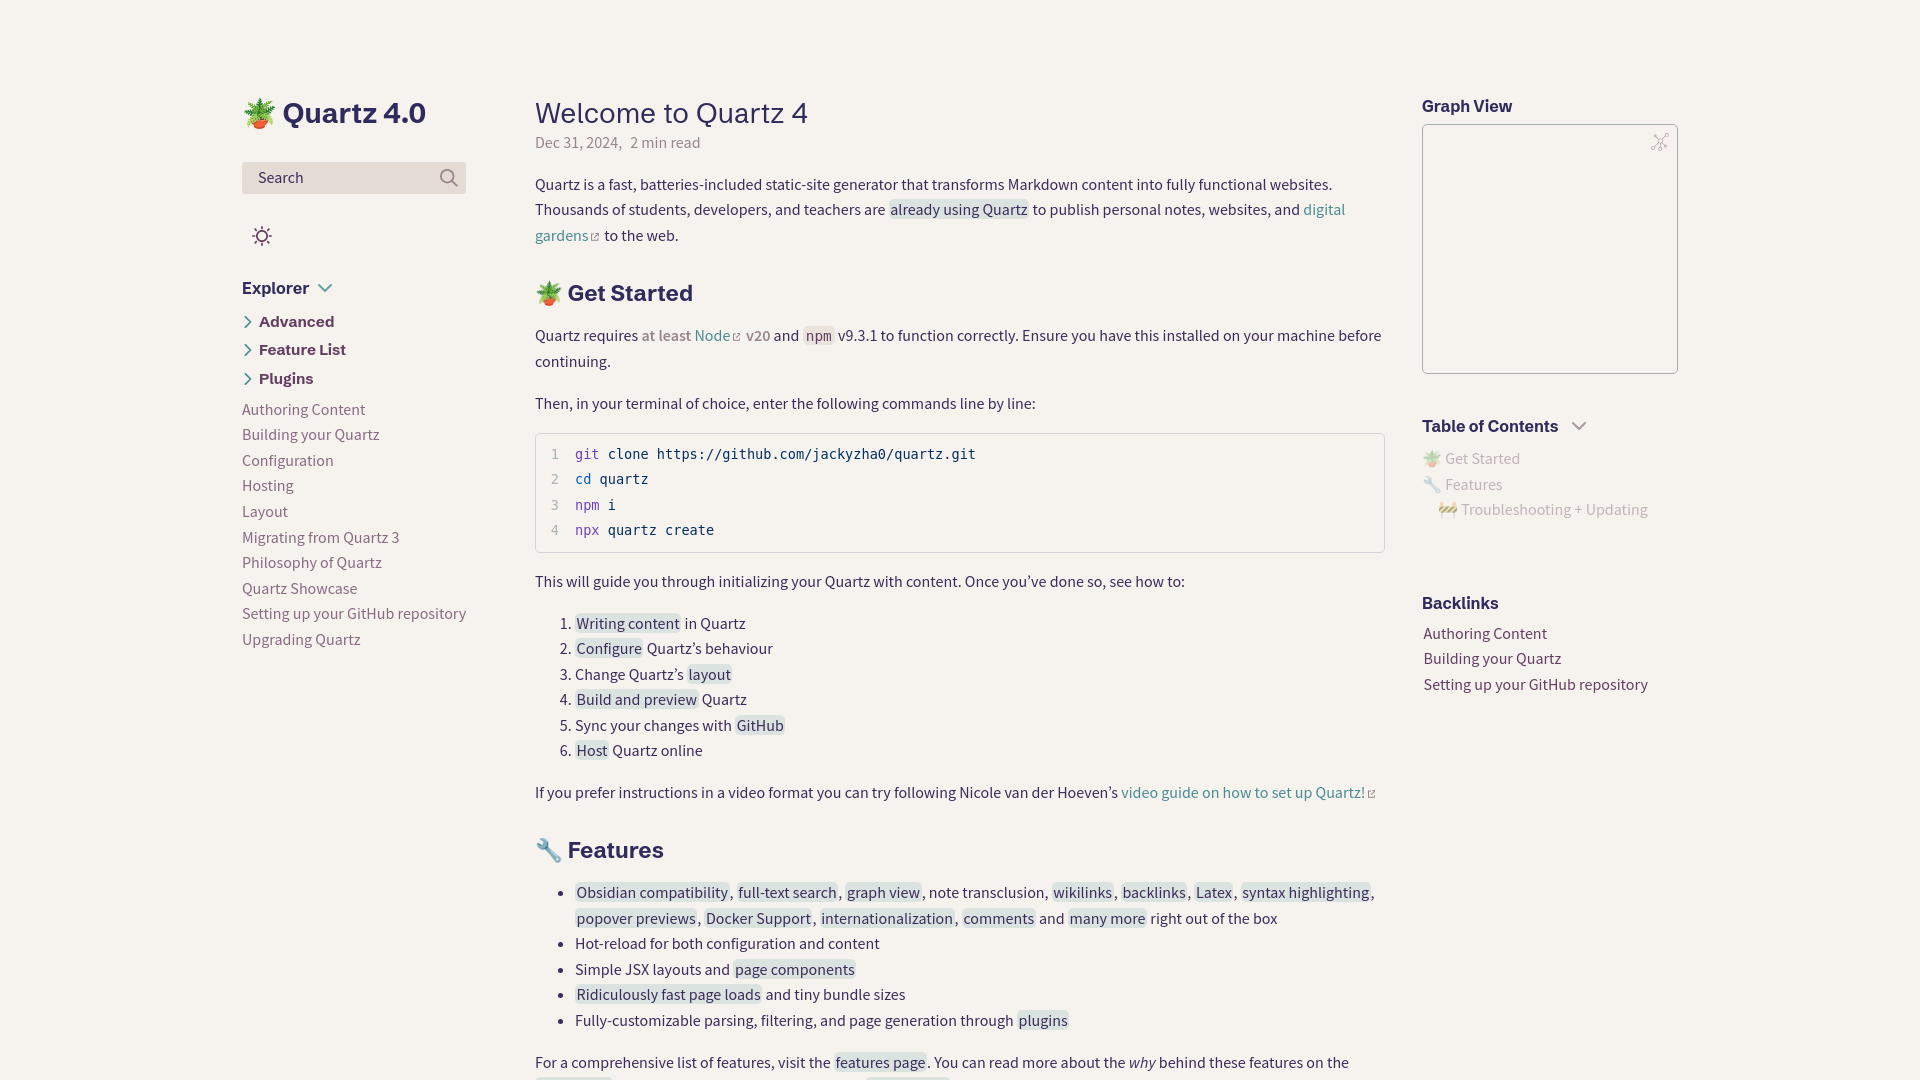 🪴 Quartz 4.0
Search
Explorer
Advanced
Feature List
Plugins
Authoring Content
Building your Quartz
Configuration
Hosting
Layout
Migrating from Quartz 3
Philosophy of Quartz
Quartz Showcase
Setting up your GitHub repository
Upgrading Quartz
Welcome to Quartz 4
Dec 31, 2024, 2 min read
Quartz is a fast, batteries-included static-site generator that transforms Markdown content into fully functional websites.
Thousands of students, developers, and teachers are already using Quartz to publish personal notes, websites, and digital
gardens to the web.
🪴 Get Started
Quartz requires at least Node v20 and npm v9.3.1 to function correctly. Ensure you have this installed on your machine before
continuing.
Then, in your terminal of choice, enter the following commands line by line:
1 git clone https://github.com/jackyzha0/quartz.git
2 cd quartz
3 npm i
4 npx quartz create
This will guide you through initializing your Quartz with content. Once you’ve done so, see how to:
1. Writing content in Quartz
2. Configure Quartz’s behaviour
3. Change Quartz’s layout
4. Build and preview Quartz
5. Sync your changes with GitHub
6. Host Quartz online
If you prefer instructions in a video format you can try following Nicole van der Hoeven’s video guide on how to set up Quartz!
🔧 Features
• Obsidian compatibility, full-text search, graph view, note transclusion, wikilinks, backlinks, Latex, syntax highlighting,
popover previews, Docker Support, internationalization, comments and many more right out of the box
• Hot-reload for both configuration and content
• Simple JSX layouts and page components
• Ridiculously fast page loads and tiny bundle sizes
• Fully-customizable parsing, filtering, and page generation through plugins
For a comprehensive list of features, visit the features page. You can read more about the why behind these features on the
Graph View
Table of Contents
🪴 Get Started
🔧 Features
🚧 Troubleshooting + Updating
Backlinks
Authoring Content
Building your Quartz
Setting up your GitHub repository